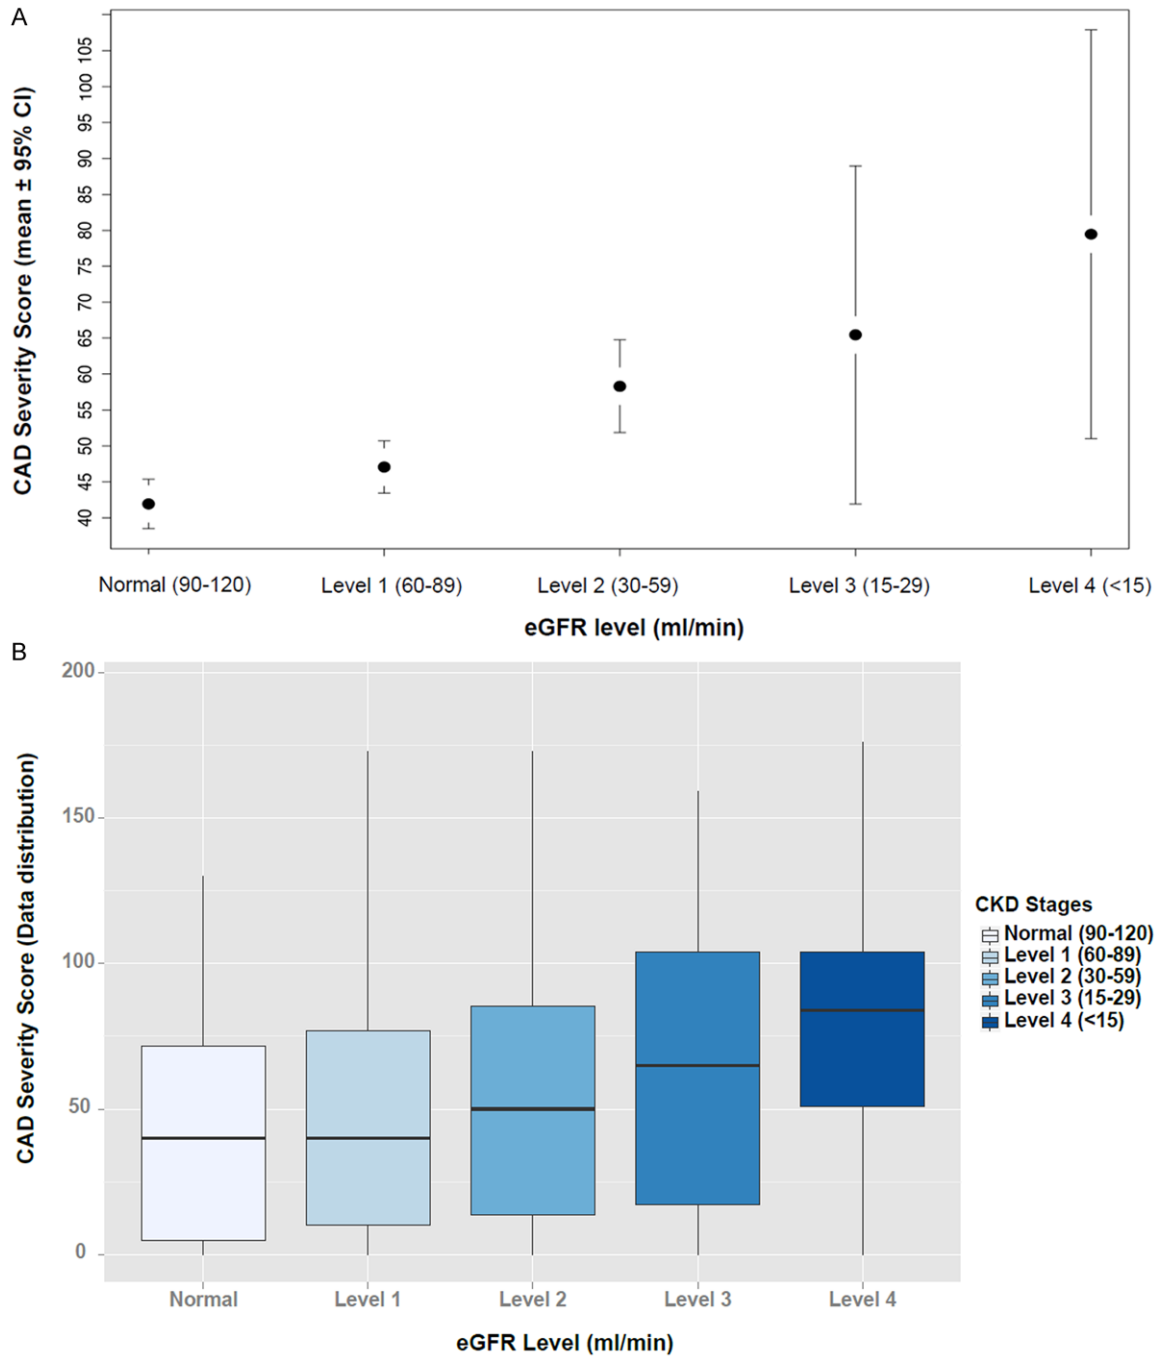 A
CAD Severity Score (mean ± 95% CI)
105
100
95
90
85
80
75
70
65
60
55
50
45
40
Normal (90-120) Level 1 (60-89) Level 2 (30-59) Level 3 (15-29) Level 4 (<15)
eGFR level (ml/min)
B
CAD Severity Score (Data distribution)
200
150
100
50
0
Normal Level 1 Level 2 Level 3 Level 4
eGFR Level (ml/min)
CKD Stages
Normal (90-120)
Level 1 (60-89)
Level 2 (30-59)
Level 3 (15-29)
Level 4 (<15)